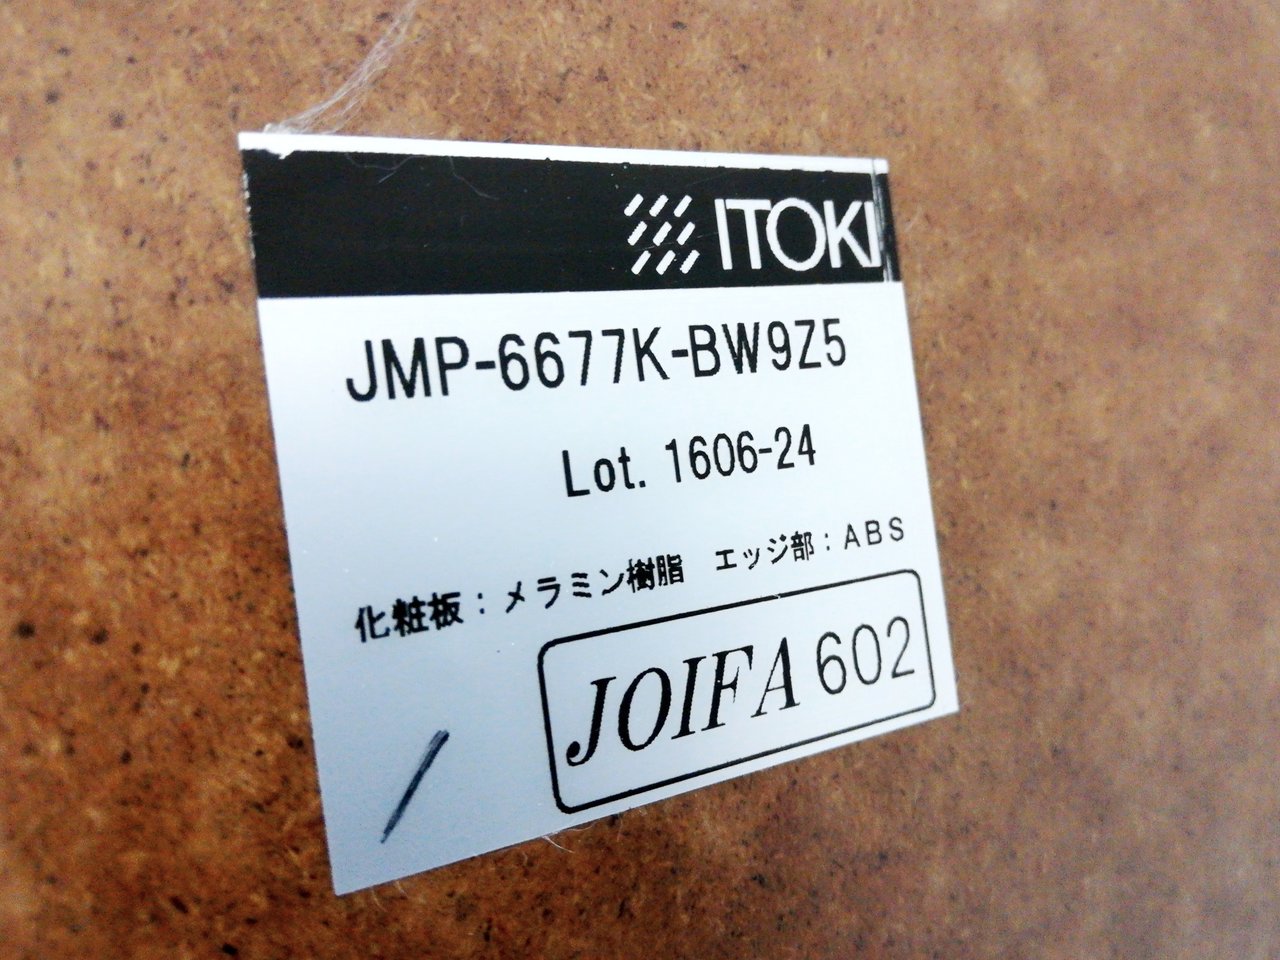 ITOKI
JMP-6677K-BW9Z5
Lot. 1606-24
化粧板：メラミン樹脂　エッジ部：ABS
JOIFA 602